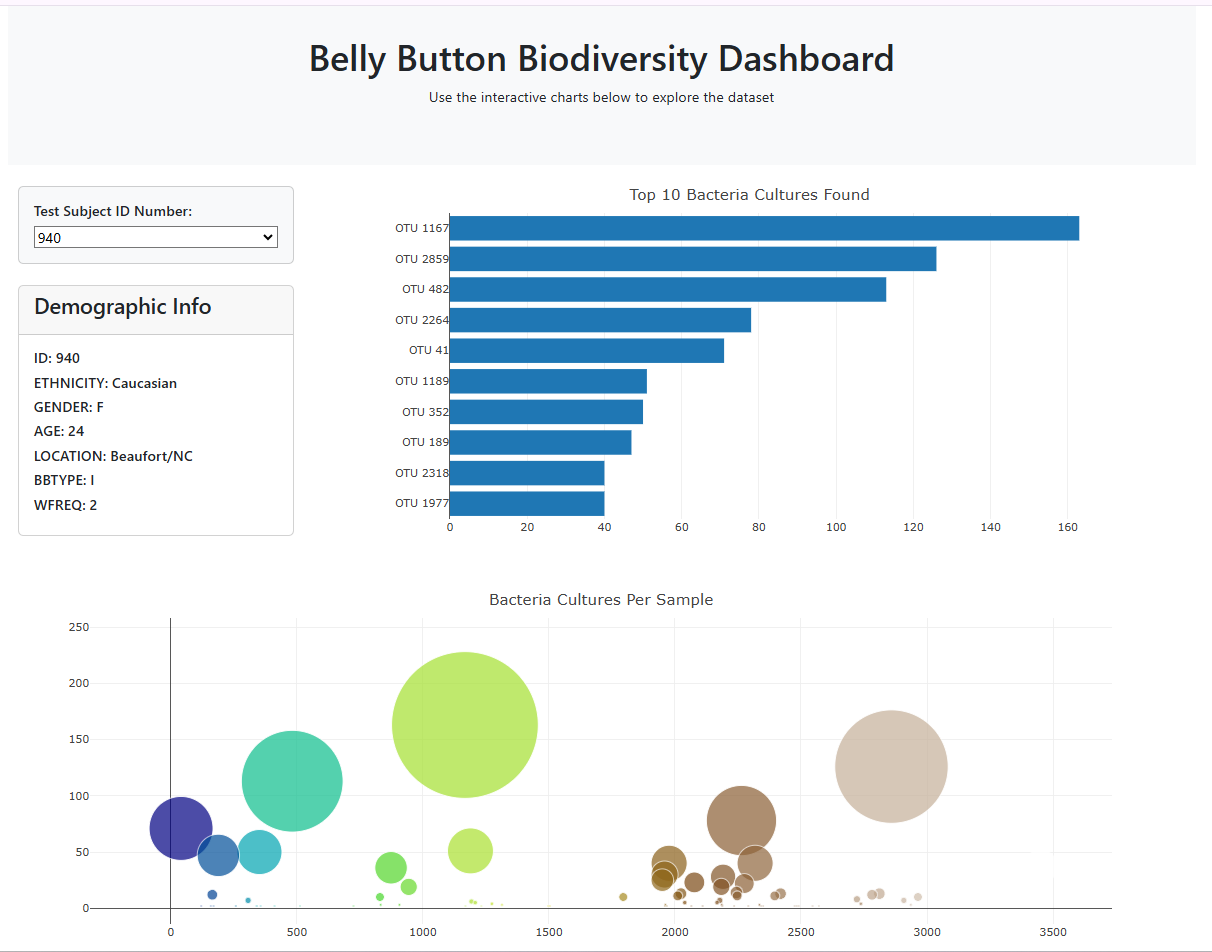 Belly Button Biodiversity Dashboard
Use the interactive charts below to explore the dataset
Test Subject ID Number:
940
Demographic Info
ID: 940
ETHNICITY: Caucasian
GENDER: F
AGE: 24
LOCATION: Beaufort/NC
BBTYPE: I
WFREQ: 2
Top 10 Bacteria Cultures Found
OTU 1167
OTU 2859
OTU 482
OTU 2264
OTU 41
OTU 1189
OTU 352
OTU 189
OTU 2318
OTU 1977
0 20 40 60 80 100 120 140 160
Bacteria Cultures Per Sample
250
200
150
100
50
0
0 500 1000 1500 2000 2500 3000 3500